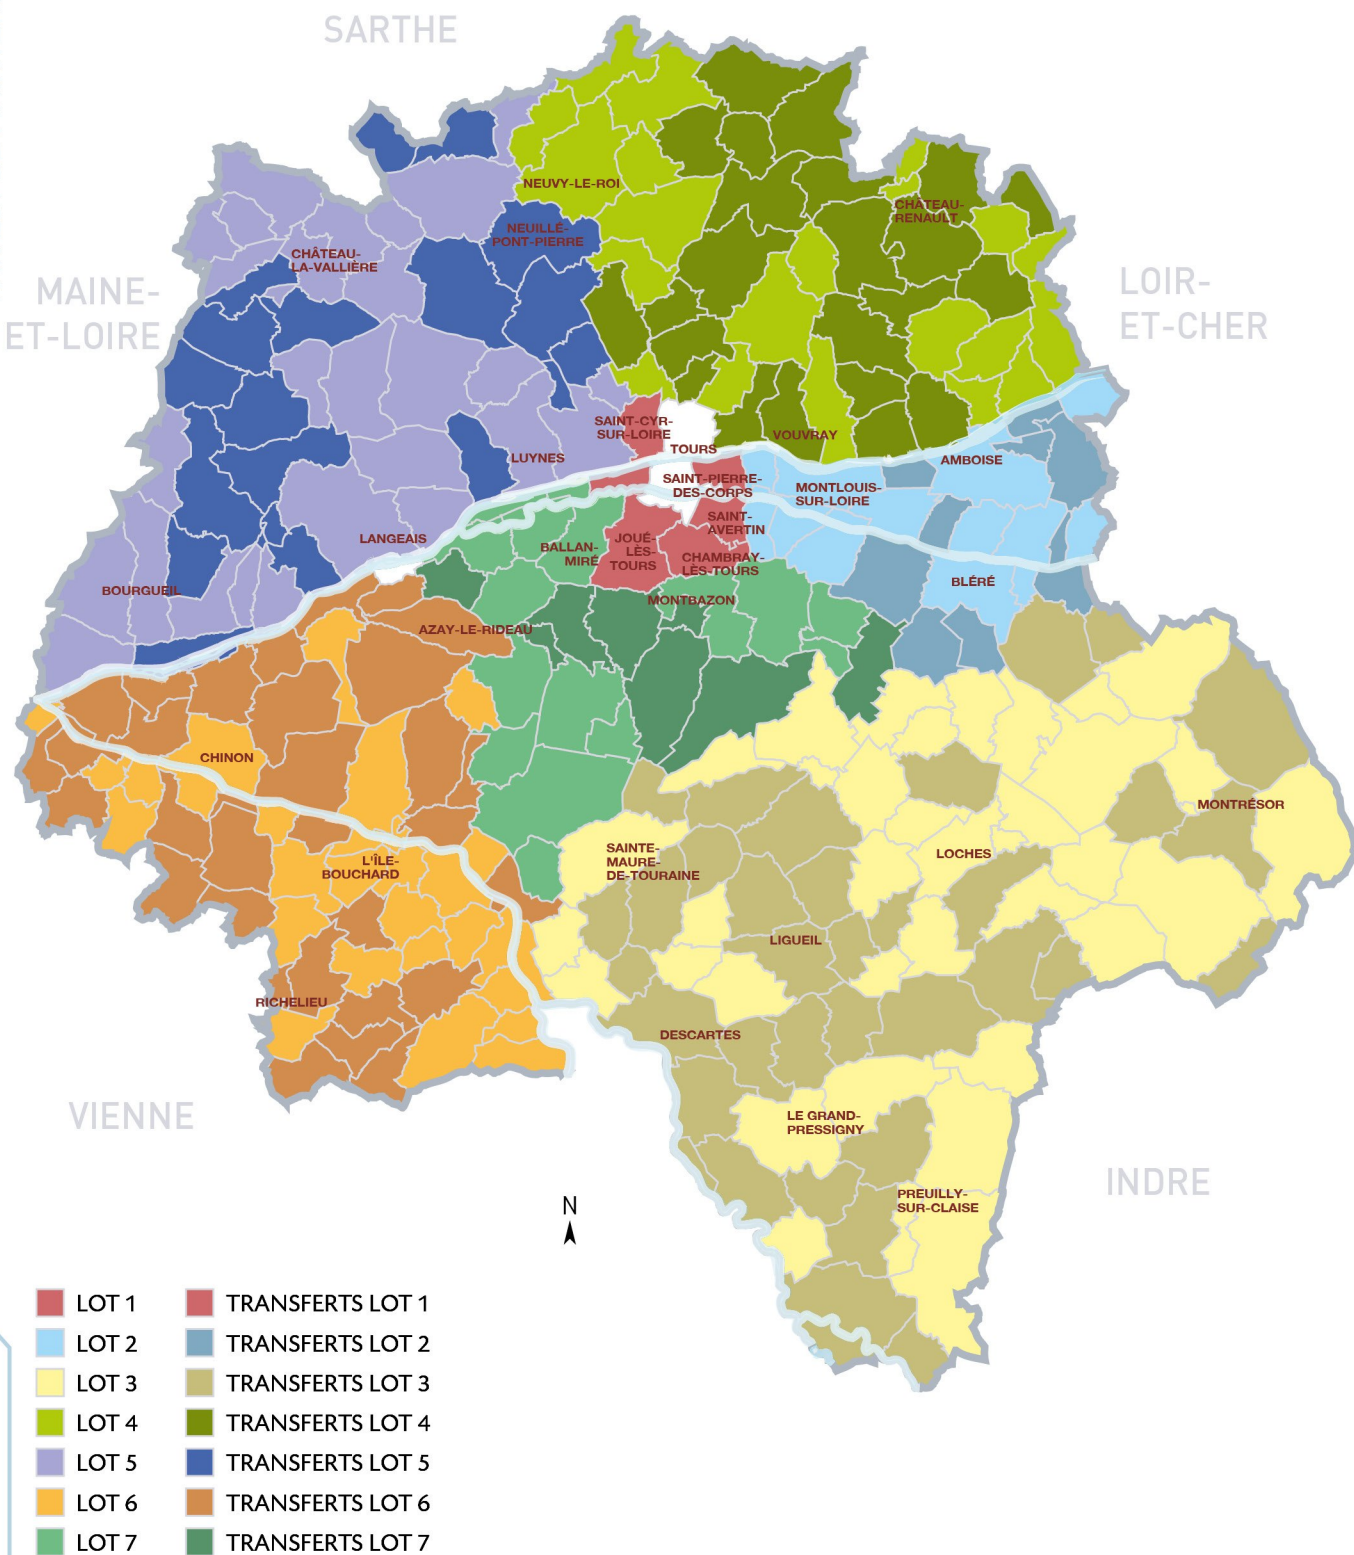 SARTHE
NEUVY-LE-ROI
CHÂTEAU-
RENAULT
NEUILLÉ-
PONT-PIERRE
CHÂTEAU-
LA-VALLIÈRE
MAINE-
ET-LOIRE
LOIR-
ET-CHER
SAINT-CYR-
SUR-LOIRE
TOURS
VOUVRAY
LUYNES
AMBOISE
SAINT-PIERRE-
DES-CORPS
MONTLOUIS-
SUR-LOIRE
SAINT-
AVERTIN
LANGEAIS
BALLAN-
MIRÉ
JOUÉ-
LÈS-
TOURS
CHAMBRAY-
LÈS-TOURS
BLÉRÉ
BOURGUEIL
MONTBAZON
AZAY-LE-RIDEAU
CHINON
MONTRÉSOR
L'ÎLE-
BOUCHARD
SAINTE-
MAURE-
DE-TOURAINE
LOCHES
LIGUEIL
RICHELIEU
DESCARTES
VIENNE
LE GRAND-
PRESSIGNY
INDRE
PREUILLY-
SUR-CLAISE
N
LOT 1
TRANSFERTS LOT 1
LOT 2
TRANSFERTS LOT 2
LOT 3
TRANSFERTS LOT 3
LOT 4
TRANSFERTS LOT 4
LOT 5
TRANSFERTS LOT 5
LOT 6
TRANSFERTS LOT 6
LOT 7
TRANSFERTS LOT 7